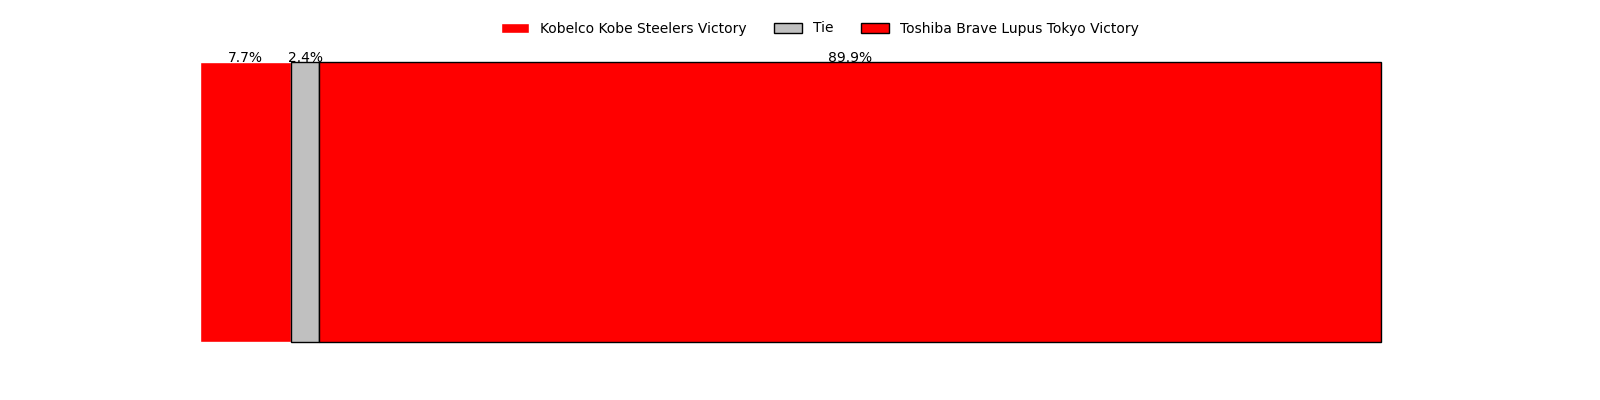 Kobelco Kobe Steelers Victory Tie Toshiba Brave Lupus Tokyo Victory
7.7% 2.4% 89.9%